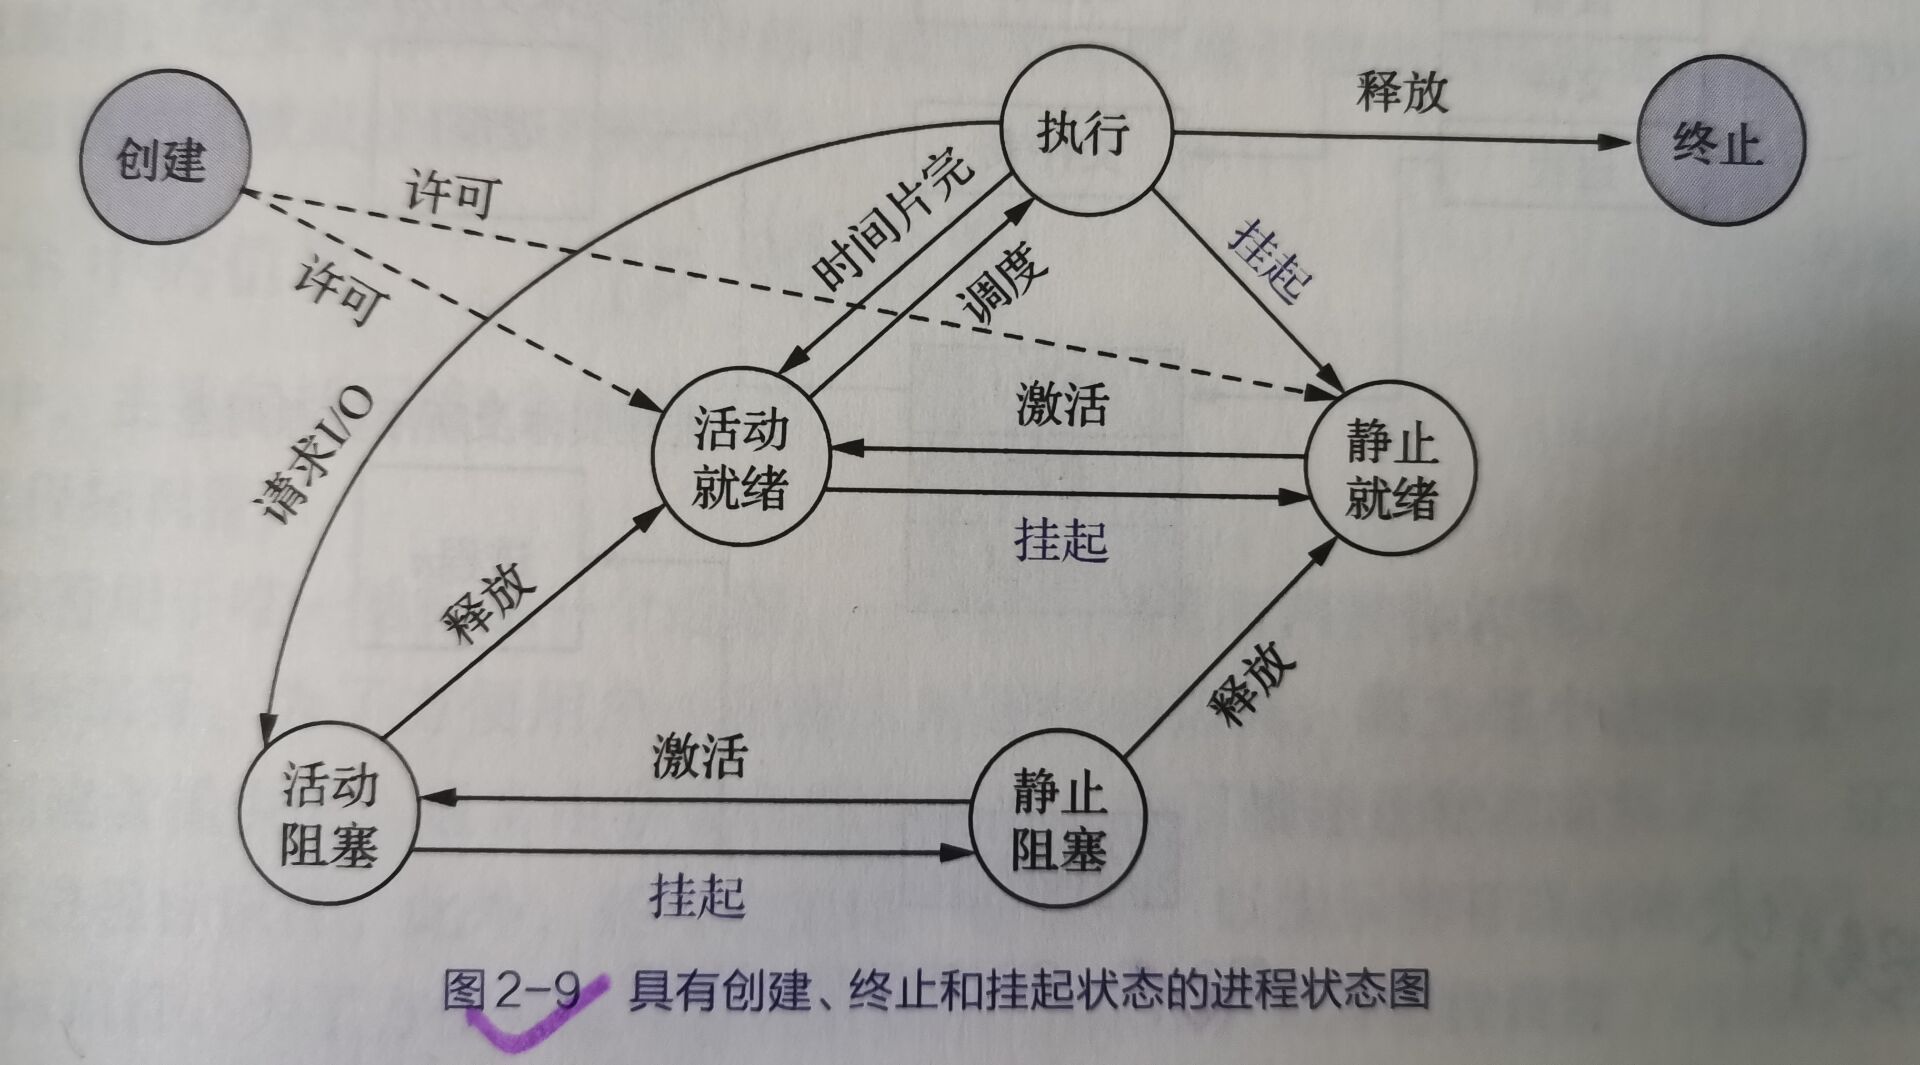 创建
许可
许可
请求I/O
执行
释放
终止
时间片完
调度
挂起
活动
就绪
激活
挂起
静止
就绪
释放
释放
活动
阻塞
激活
挂起
静止
阻塞
图2-9 具有创建、终止和挂起状态的进程状态图